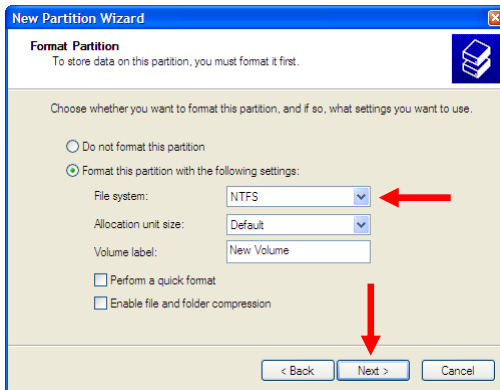 New Partition Wizard
Format Partition
To store data on this partition, you must format it first.
Choose whether you want to format this partition, and if so, what settings you want to use.
Do not format this partition
Format this partition with the following settings:
File system: NTFS
Allocation unit size: Default
Volume label: New Volume
Perform a quick format
Enable file and folder compression
< Back Next > Cancel